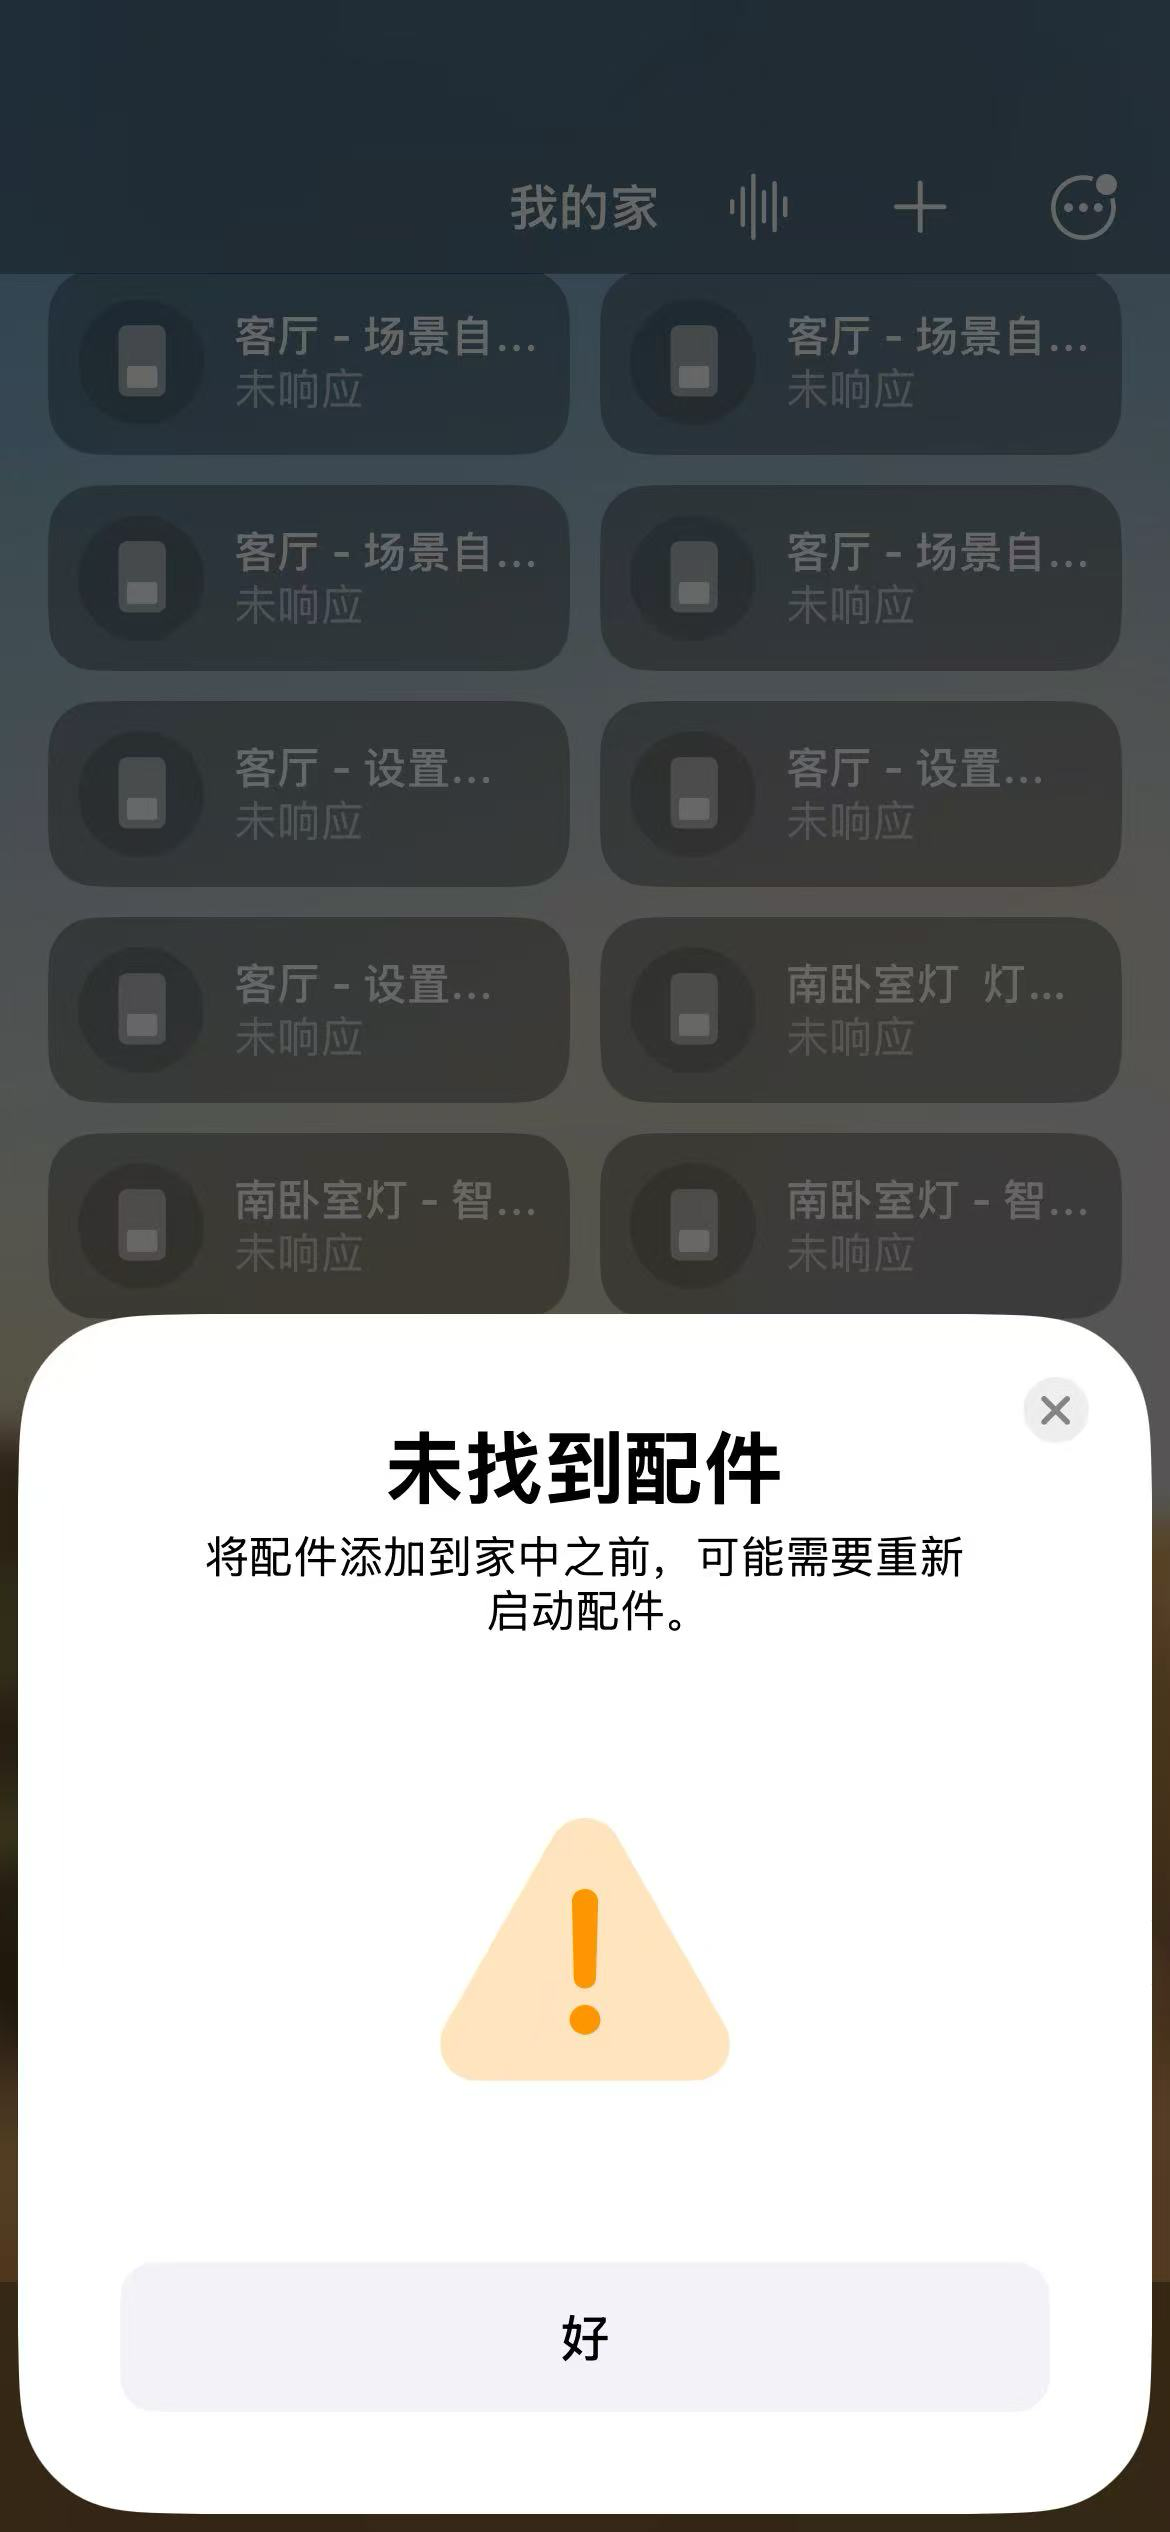 我的家
客厅 - 场景自...
未响应
客厅 - 场景自...
未响应
客厅 - 场景自...
未响应
客厅 - 场景自...
未响应
客厅 - 设置...
未响应
客厅 - 设置...
未响应
客厅 - 设置...
未响应
南卧室灯 灯...
未响应
南卧室灯 - 智...
未响应
南卧室灯 - 智...
未响应
未找到配件
将配件添加到家中之前，可能需要重新
启动配件。
好